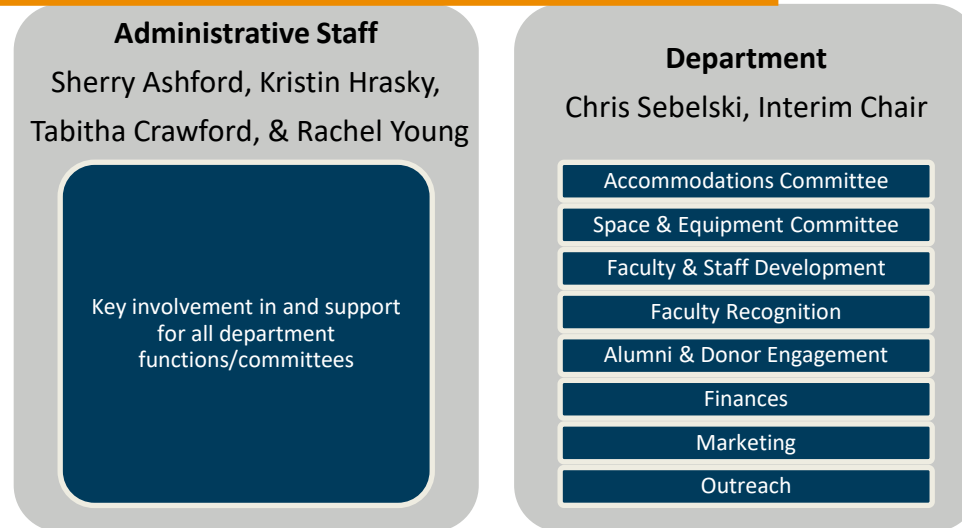 Administrative Staff
Sherry Ashford, Kristin Hrasky,
Tabitha Crawford, & Rachel Young
Key involvement in and support
for all department
functions/committees
Department
Chris Sebelski, Interim Chair
Accommodations Committee
Space & Equipment Committee
Faculty & Staff Development
Faculty Recognition
Alumni & Donor Engagement
Finances
Marketing
Outreach